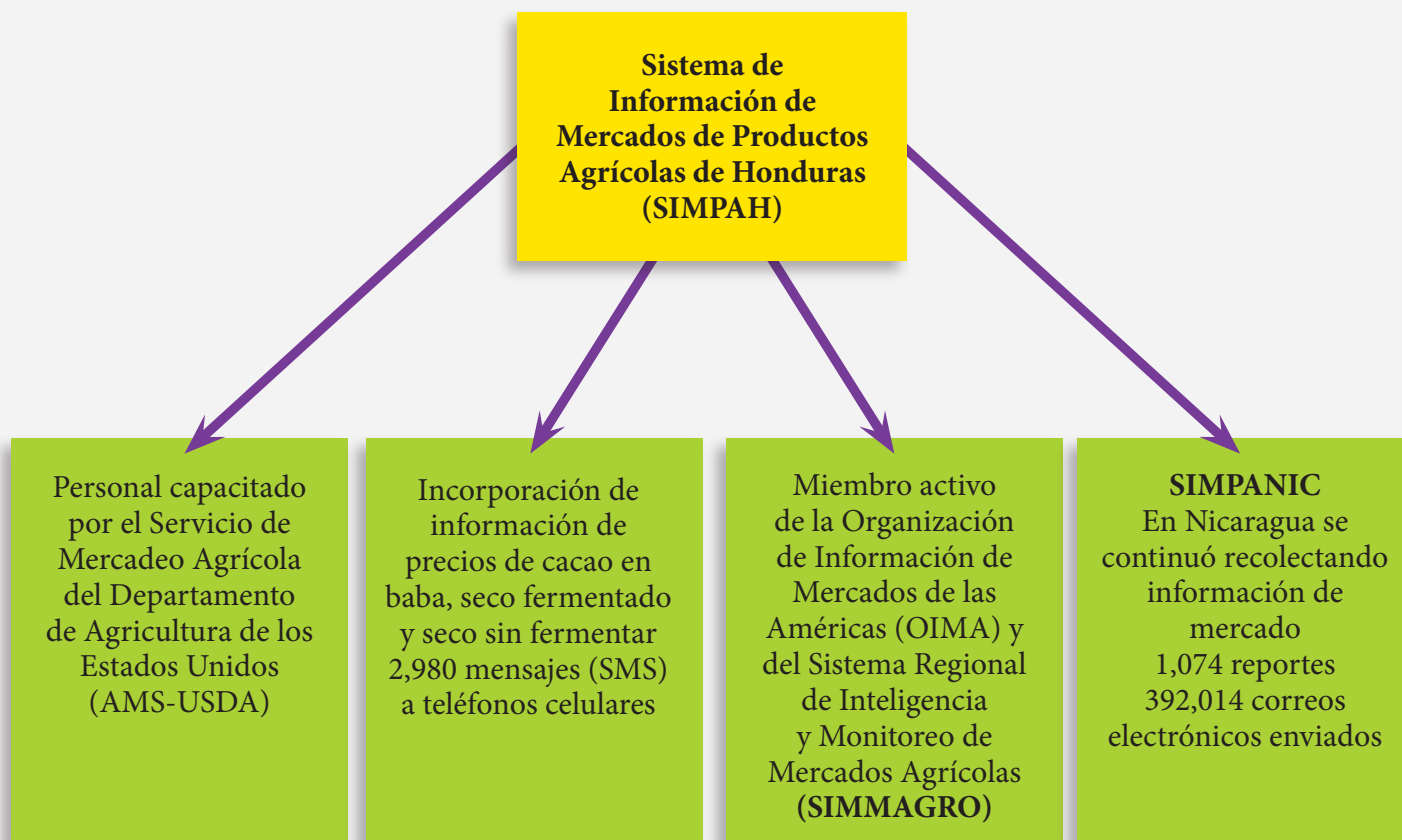 Sistema de
Información de
Mercados de Productos
Agrícolas de Honduras
(SIMPAH)
Personal capacitado
por el Servicio de
Mercadeo Agrícola
del Departamento
de Agricultura de los
Estados Unidos
(AMS-USDA)
Incorporación de
información de
precios de cacao en
baba, seco fermentado
y seco sin fermentar
2,980 mensajes (SMS)
a teléfonos celulares
Miembro activo
de la Organización
de Información de
Mercados de las
Américas (OIMA) y
del Sistema Regional
de Inteligencia
y Monitoreo de
Mercados Agrícolas
(SIMMAGRO)
SIMPANIC
En Nicaragua se
continuó recolectando
información de
mercado
1,074 reportes
392,014 correos
electrónicos enviados